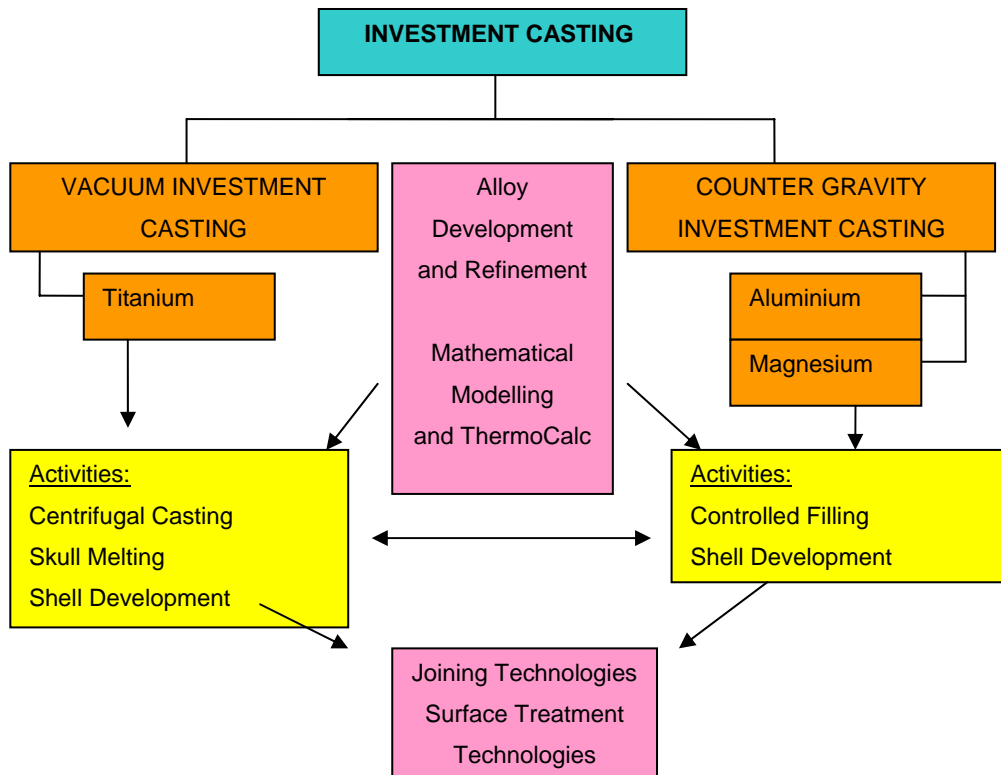 INVESTMENT CASTING
VACUUM INVESTMENT
CASTING
Alloy
Development
and Refinement
Mathematical
Modelling
and ThermoCalc
COUNTER GRAVITY
INVESTMENT CASTING
Titanium
Aluminium
Magnesium
Activities:
Centrifugal Casting
Skull Melting
Shell Development
Activities:
Controlled Filling
Shell Development
Joining Technologies
Surface Treatment
Technologies